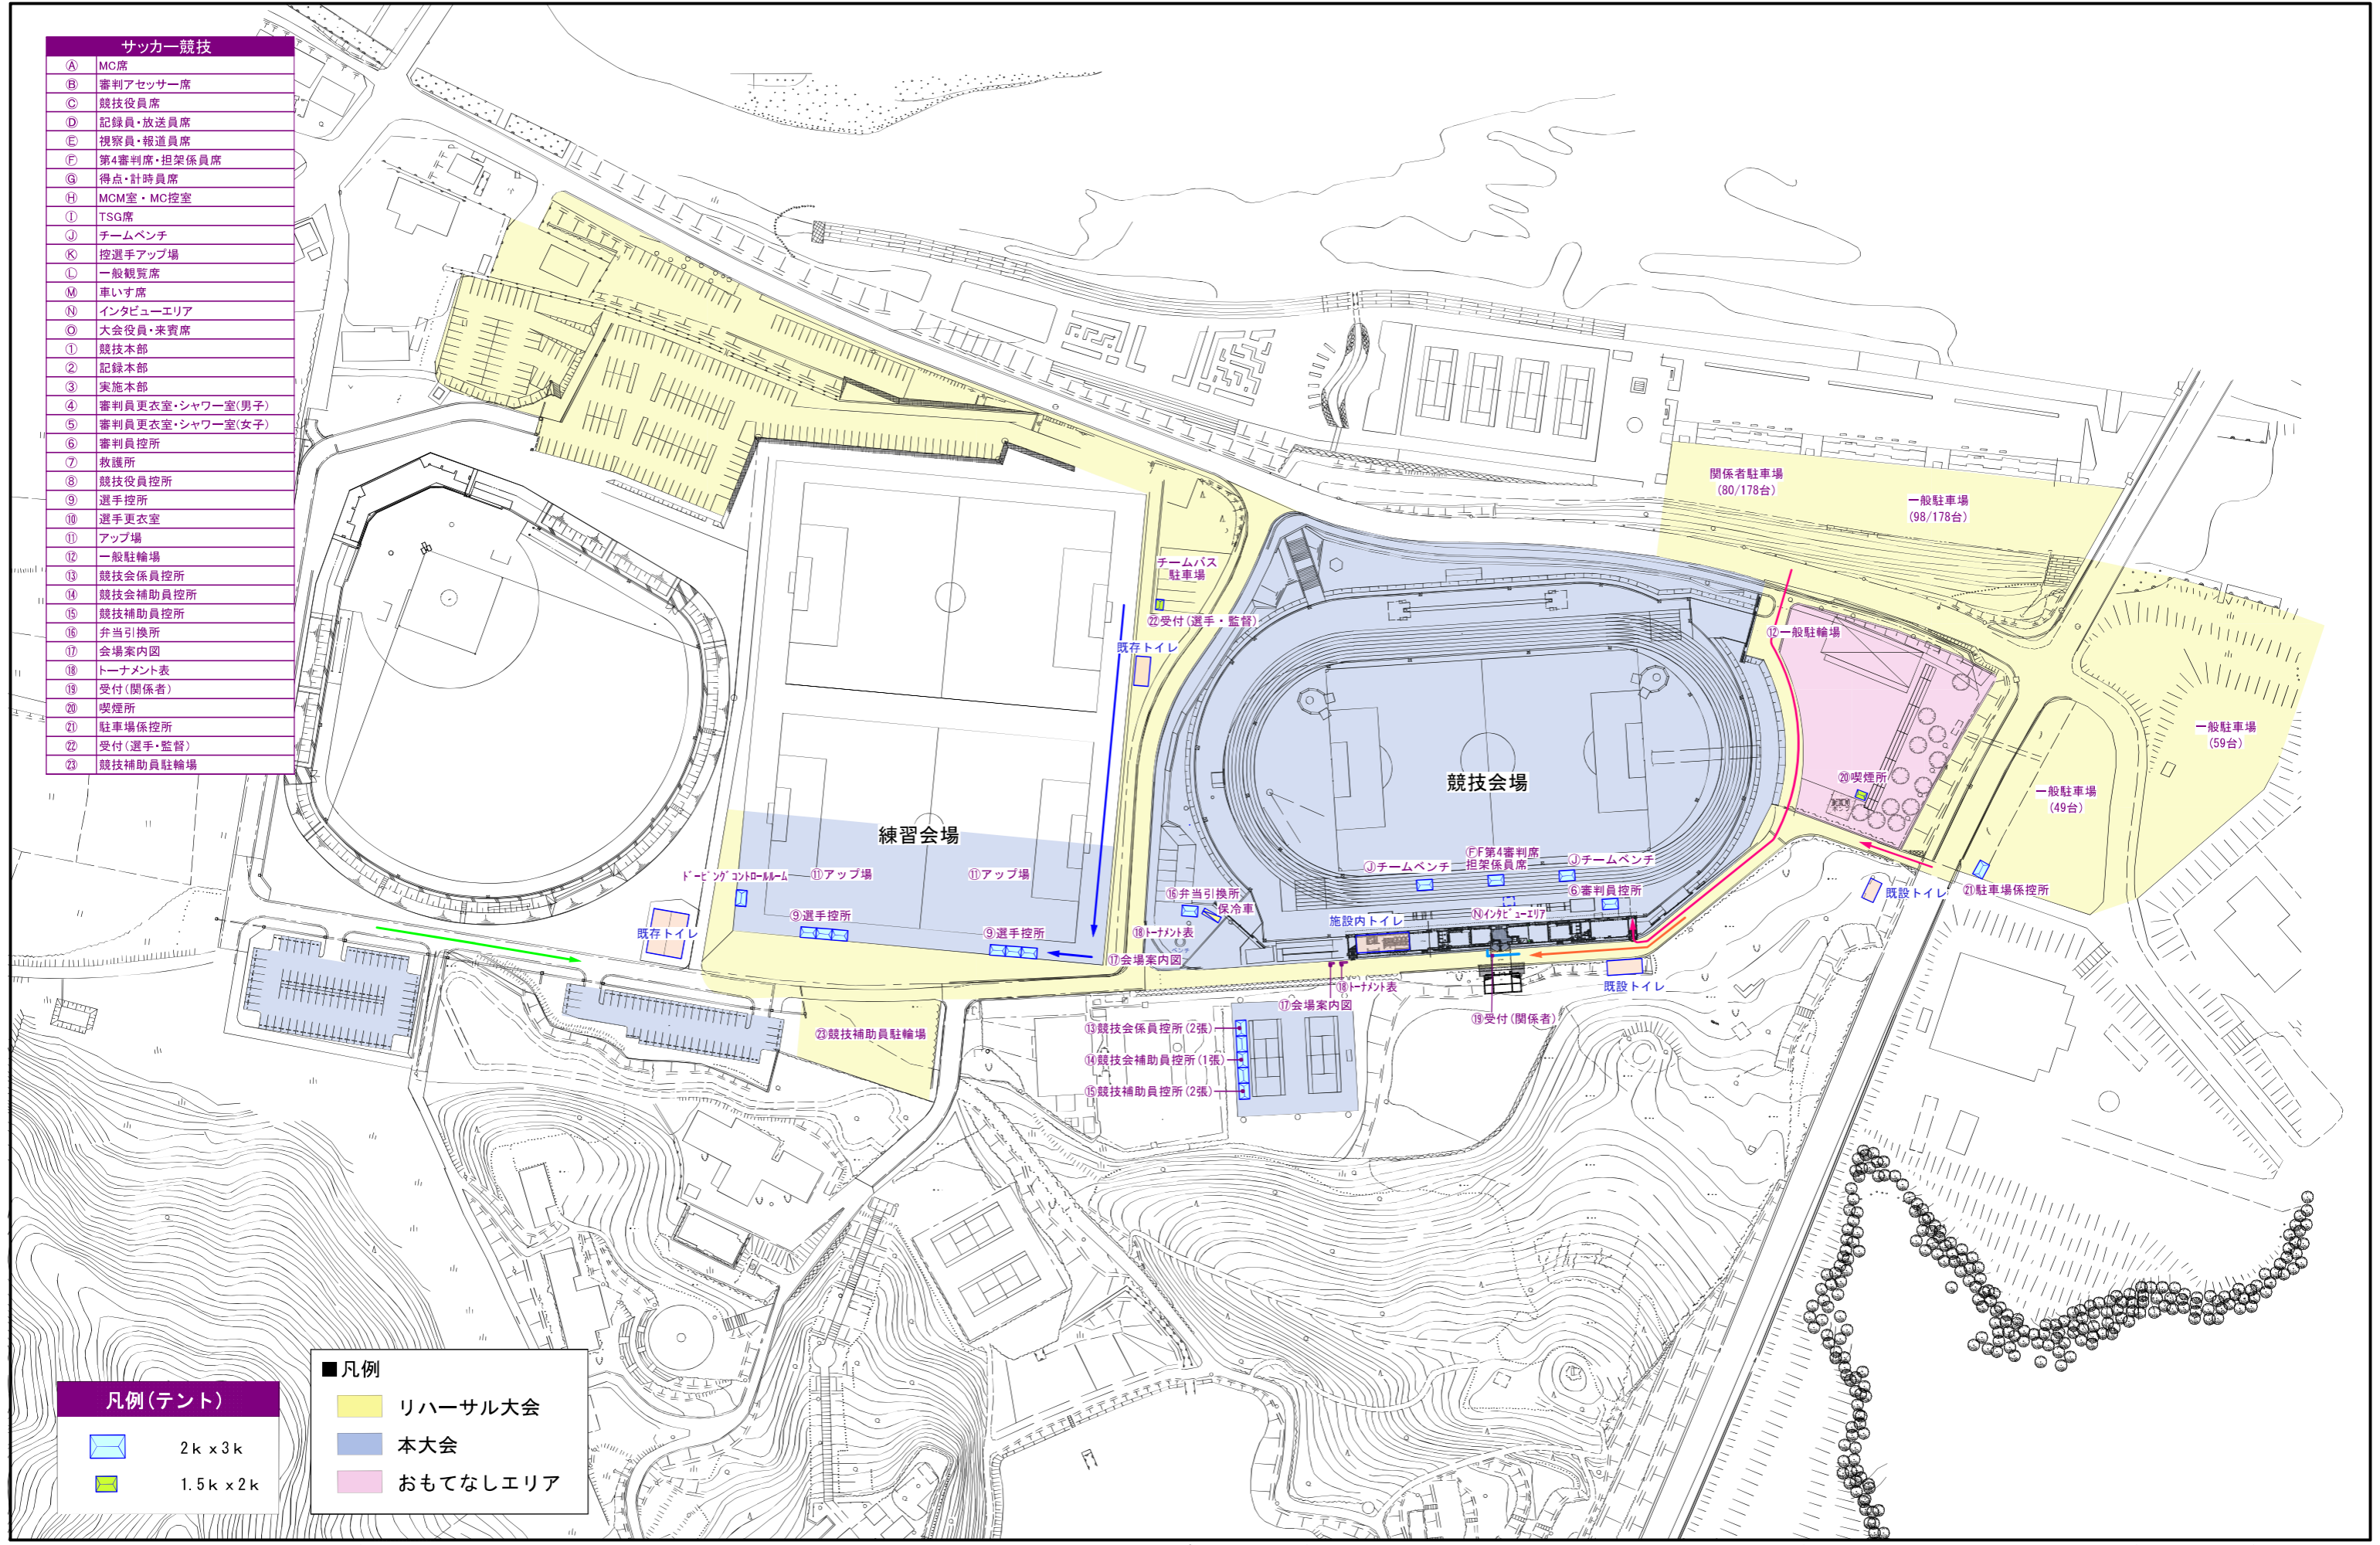 サッカー競技
Ⓐ MC席
Ⓑ 審判アセッサー席
Ⓒ 競技役員席
Ⓓ 記録員・放送員席
Ⓔ 視察員・報道員席
Ⓕ 第4審判席・担架係員席
Ⓖ 得点・計時員席
Ⓗ MCM室・MC控室
Ⓘ TSG席
Ⓙ チームベンチ
Ⓚ 控選手アップ場
Ⓛ 一般観覧席
Ⓜ 車いす席
Ⓝ インタビューエリア
Ⓞ 大会役員・来賓席
① 競技本部
② 記録本部
③ 実施本部
④ 審判員更衣室・シャワー室(男子)
⑤ 審判員更衣室・シャワー室(女子)
⑥ 審判員控所
⑦ 救護所
⑧ 競技役員控所
⑨ 選手控所
⑩ 選手更衣室
⑪ アップ場
⑫ 一般駐輪場
⑬ 競技会係員控所
⑭ 競技会補助員控所
⑮ 競技補助員控所
⑯ 弁当引換所
⑰ 会場案内図
⑱ トーナメント表
⑲ 受付(関係者)
⑳ 喫煙所
㉑ 駐車場係控所
㉒ 受付(選手・監督)
㉓ 競技補助員駐輪場
関係者駐車場
(80/178台)
一般駐車場
(98/178台)
チームバス
駐車場
㉒受付(選手・監督)
既存トイレ
⑫一般駐輪場
一般駐車場
(59台)
⑳喫煙所
一般駐車場
(49台)
競技会場
練習会場
Ⓙチームベンチ
ⒻF第4審判席
担架係員席
Ⓙチームベンチ
ドーピングコントロールルーム
⑪アップ場
⑪アップ場
⑥審判員控所
⑯弁当引換所
保冷車
㉑駐車場係控所
既設トイレ
⑨選手控所
⑨選手控所
既存トイレ
施設内トイレ
Ⓝインタビューエリア
⑱トーナメント表
ベンチ
⑰会場案内図
⑱トーナメント表
既設トイレ
⑰会場案内図
⑲受付(関係者)
㉓競技補助員駐輪場
⑬競技会係員控所(2張)
⑭競技会補助員控所(1張)
⑮競技補助員控所(2張)
凡例(テント)
2k x3k
1.5k x2k
■凡例
リハーサル大会
本大会
おもてなしエリア